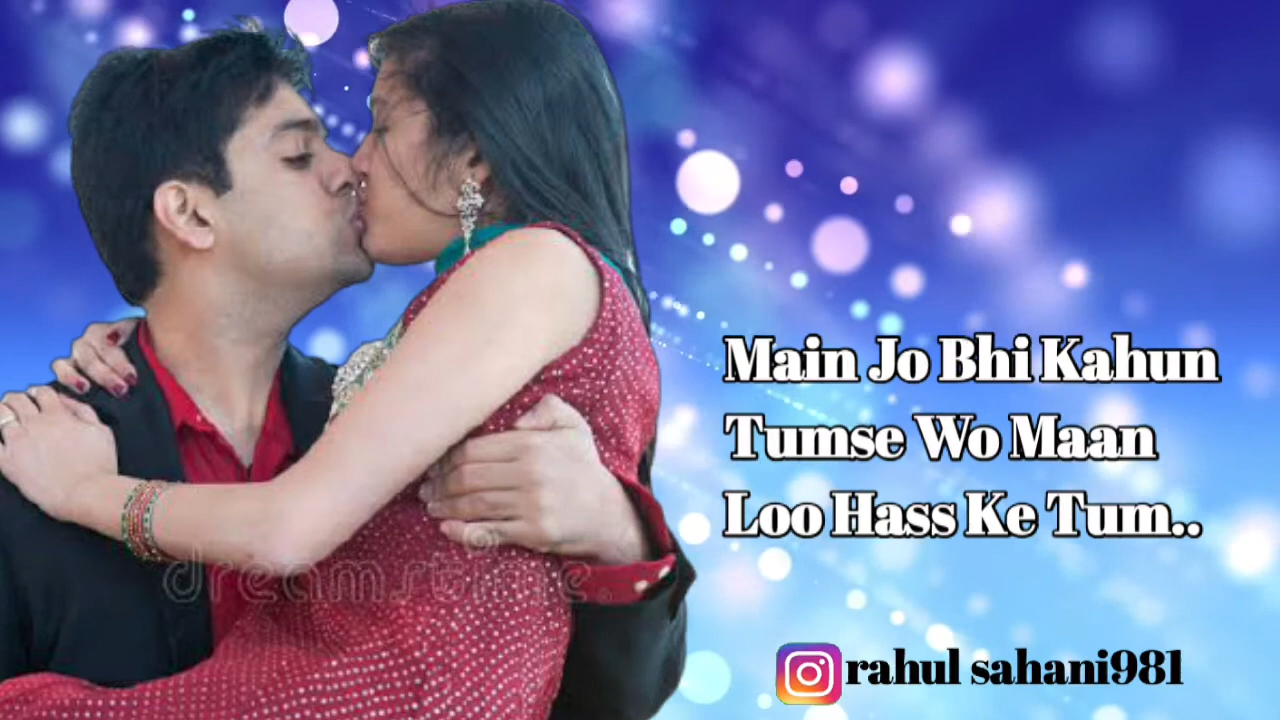 Main Jo Bhi Kahun
Tumse Wo Maan
Loo Hass Ke Tum..
dreamstime.
rahul sahani981